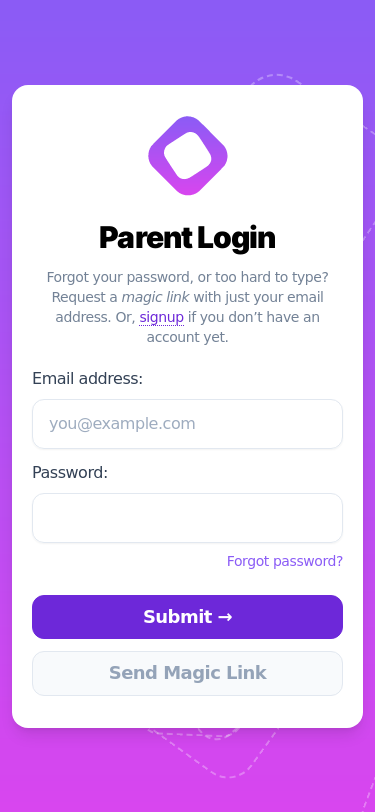 Parent Login
Forgot your password, or too hard to type?
Request a magic link with just your email
address. Or, signup if you don’t have an
account yet.
Email address:
you@example.com
Password:
Forgot password?
Submit →
Send Magic Link